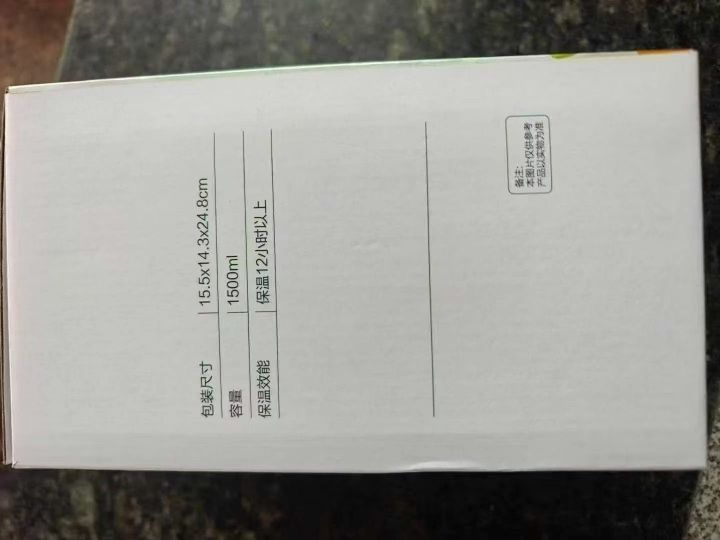 包装尺寸 15.5x14.3x24.8cm
容量 1500ml
保温效能 保温12小时以上
备注:
本图片仅供参考
产品以实物为准